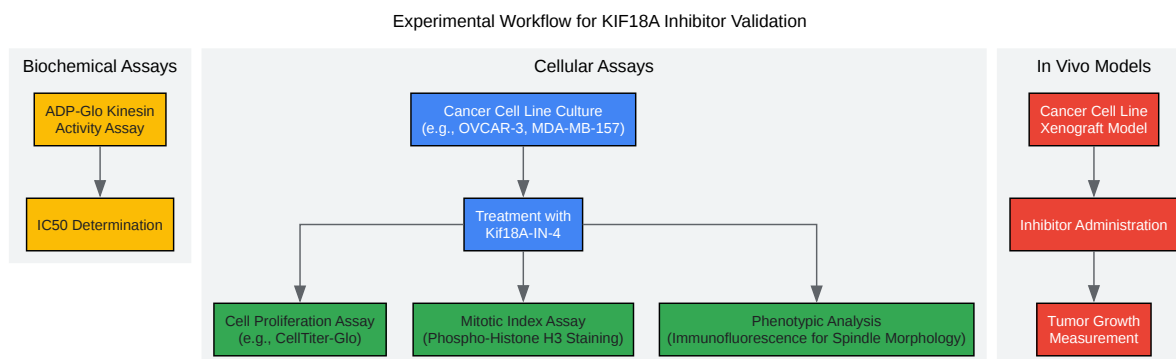 Experimental Workflow for KIF18A Inhibitor Validation
Biochemical Assays
ADP-Glo Kinesin
Activity Assay
IC50 Determination
Cellular Assays
Cancer Cell Line Culture
(e.g., OVCAR-3, MDA-MB-157)
Treatment with
Kif18A-IN-4
Cell Proliferation Assay
(e.g., CellTiter-Glo)
Mitotic Index Assay
(Phospho-Histone H3 Staining)
Phenotypic Analysis
(Immunofluorescence for Spindle Morphology)
In Vivo Models
Cancer Cell Line
Xenograft Model
Inhibitor Administration
Tumor Growth
Measurement